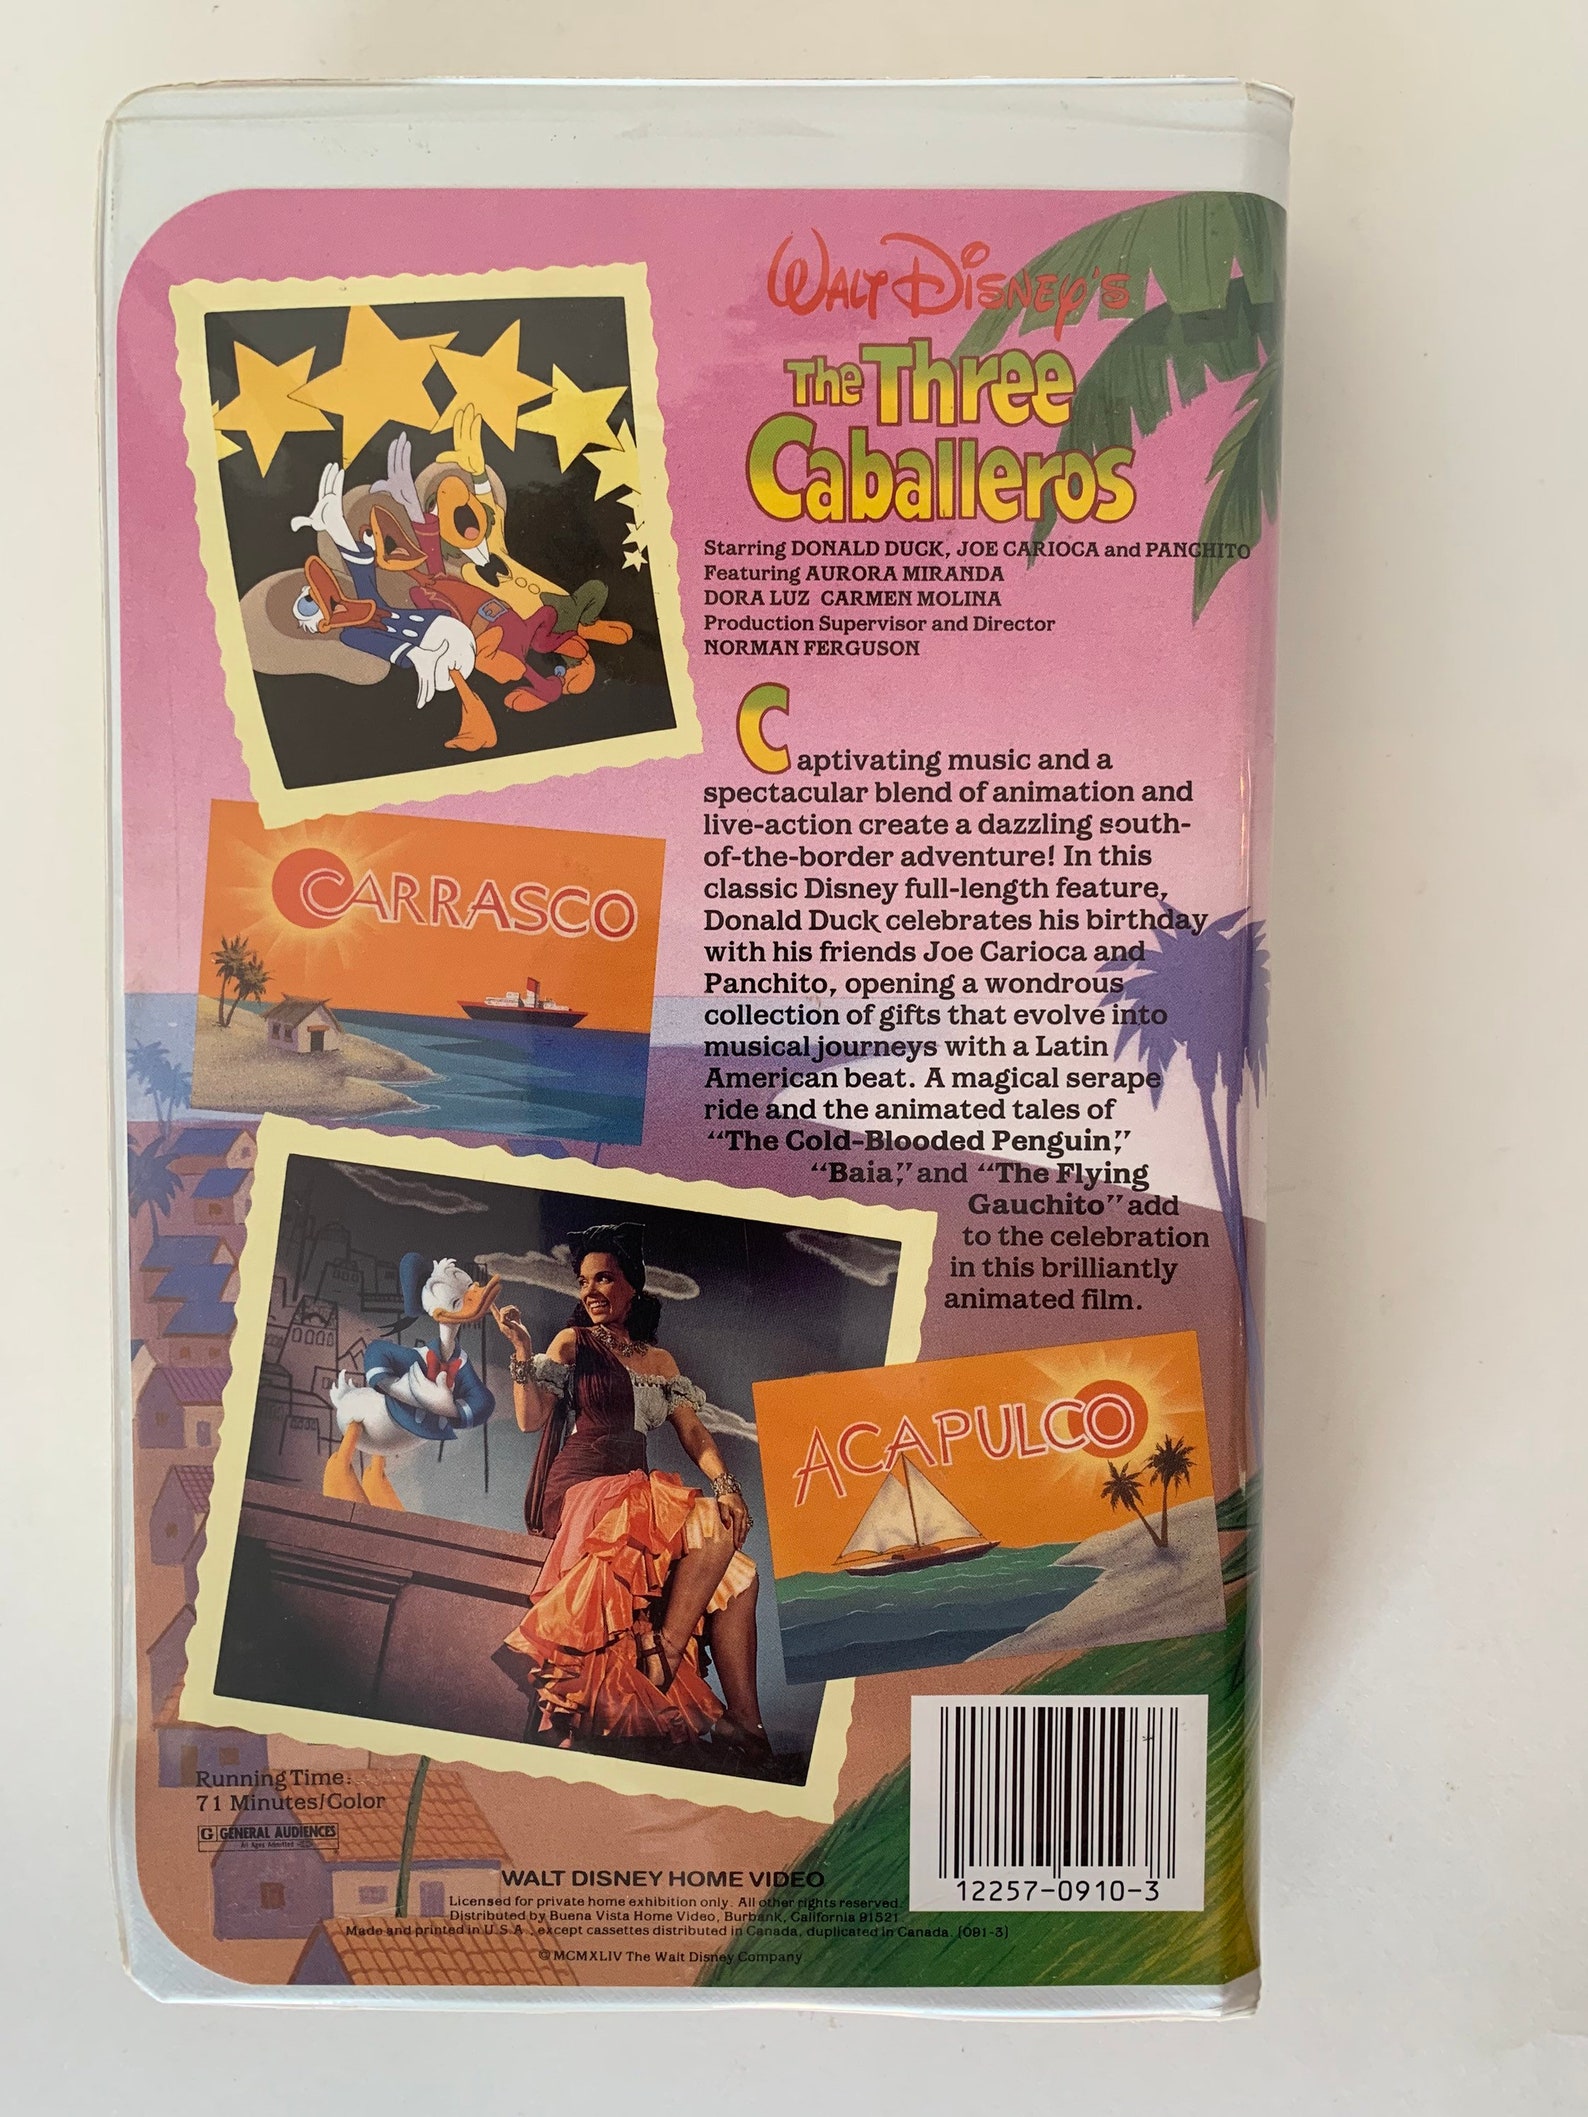 WALT DISNEY'S
The Three
Caballeros
Starring DONALD DUCK, JOE CARIOCA and PANCHITO
Featuring AURORA MIRANDA
DORA LUZ CARMEN MOLINA
Production Supervisor and Director
NORMAN FERGUSON
Captivating music and a
spectacular blend of animation and
live-action create a dazzling south-
of-the-border adventure! In this
classic Disney full-length feature,
Donald Duck celebrates his birthday
with his friends Joe Carioca and
Panchito, opening a wondrous
collection of gifts that evolve into
musical journeys with a Latin
American beat. A magical serape
ride and the animated tales of
“The Cold-Blooded Penguin,”
“Baia,” and “The Flying
Gauchito” add
to the celebration
in this brilliantly
animated film.
CARRASCO
ACAPULCO
Running Time:
71 Minutes/Color
G GENERAL AUDIENCES
All Ages Admitted
WALT DISNEY HOME VIDEO
Licensed for private home exhibition only. All other rights reserved.
Distributed by Buena Vista Home Video, Burbank, California 91521
Made and printed in U.S.A., except cassettes distributed in Canada, duplicated in Canada. (091-3)
© MCMXLIV The Walt Disney Company
12257-0910-3